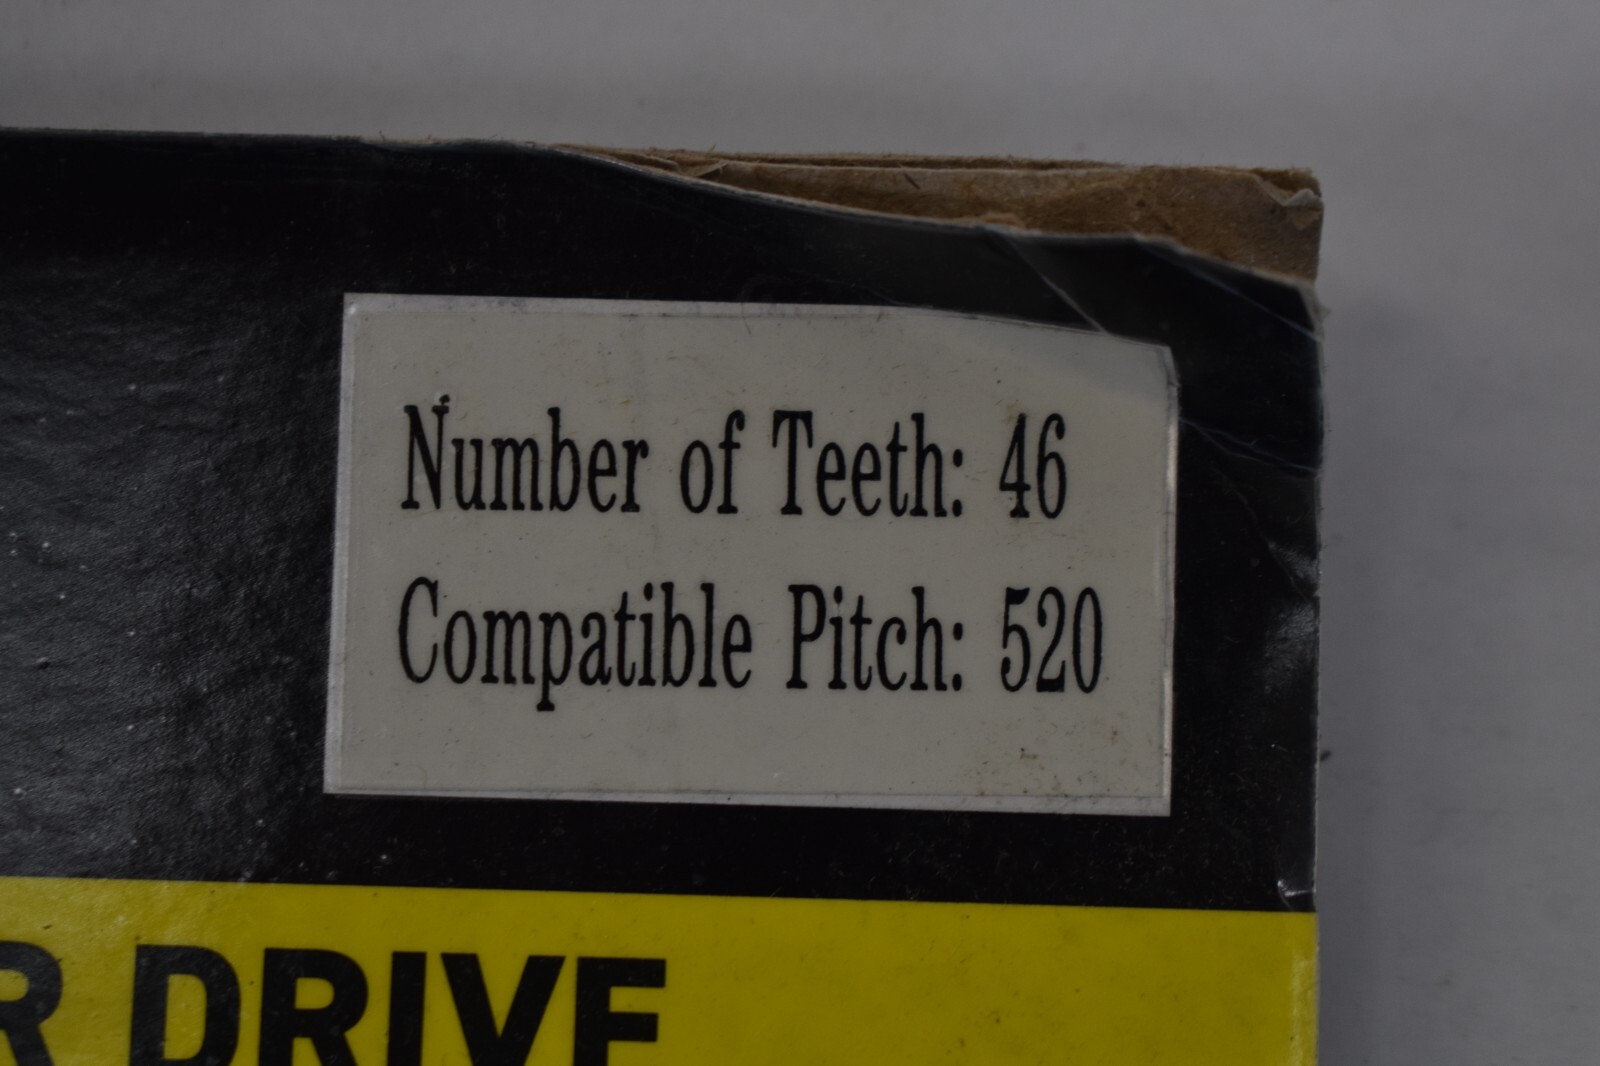 Number of Teeth: 46
Compatible Pitch: 520
R DRIVE